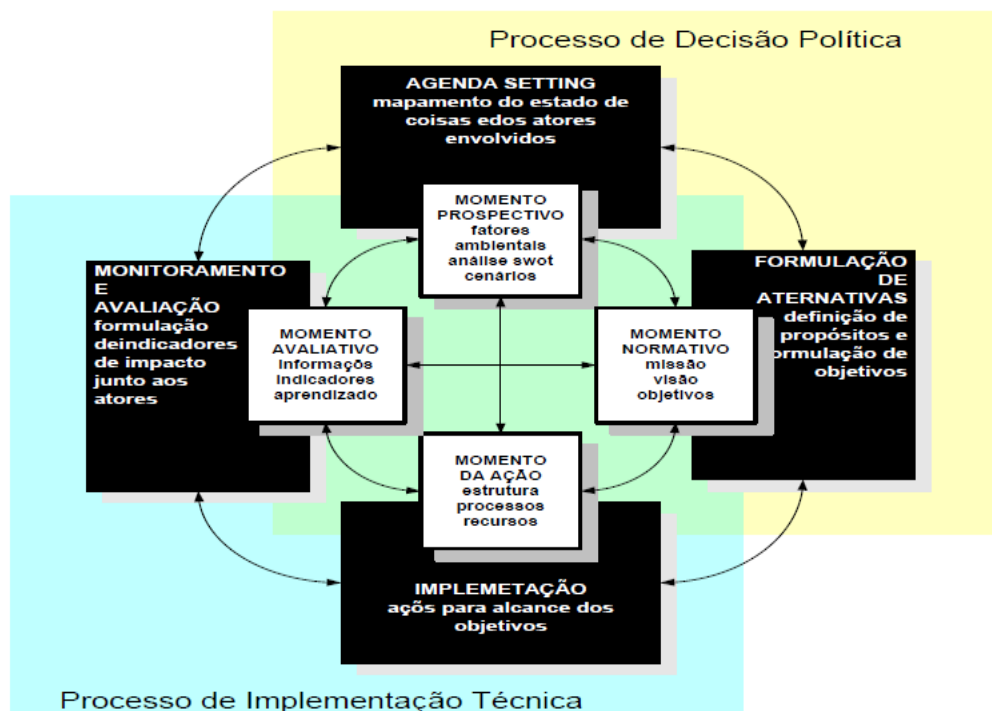 Processo de Decisão Política
AGENDA SETTING
mapamento do estado de
coisas edos atores
envolvidos
MOMENTO
PROSPECTIVO
fatores
ambientais
análise swot
cenários
MONITORAMENTO
E
AVALIAÇÃO
formulação
deindicadores
de impacto
junto aos
atores
MOMENTO
AVALIATIVO
informaçõs
indicadores
aprendizado
MOMENTO
NORMATIVO
missão
visão
objetivos
FORMULAÇÃO
DE
ATERNATIVAS
definição de
propósitos e
ormulação de
objetivos
MOMENTO
DA AÇÃO
estrutura
processos
recursos
IMPLEMETAÇÃO
açõs para alcance dos
objetivos
Processo de Implementação Técnica